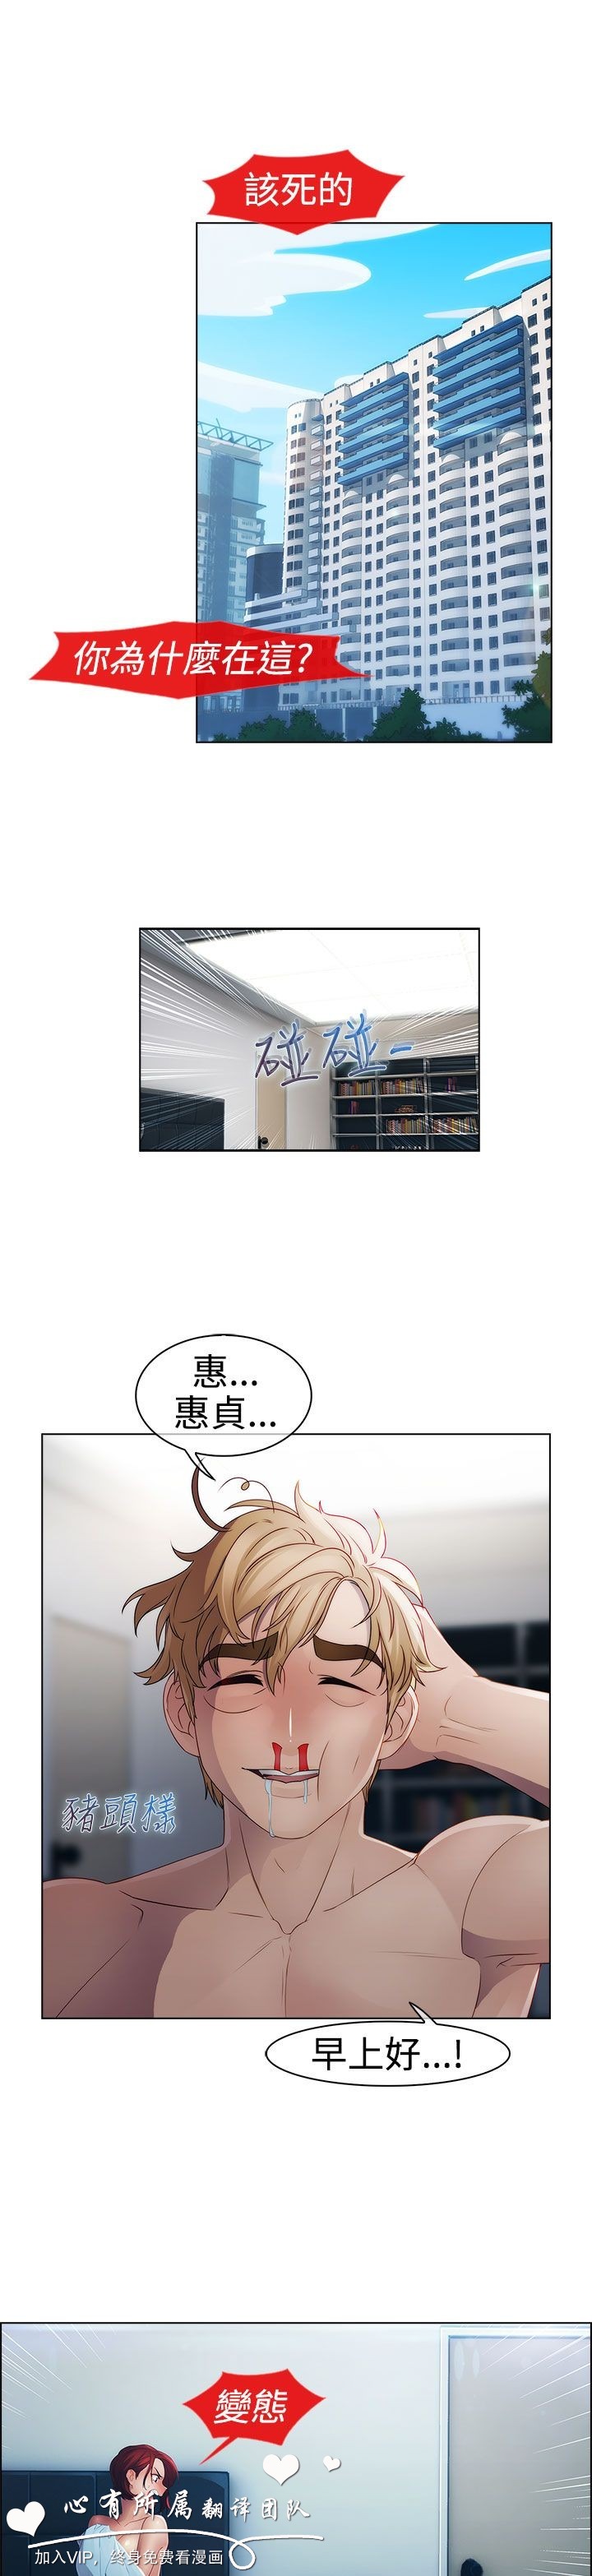 該死的
你為什麼在這?
碰碰-
惠...
惠貞...
豬頭樣
早上好...!
變態
心有所属翻译团队
加入VIP，终身免费看漫画